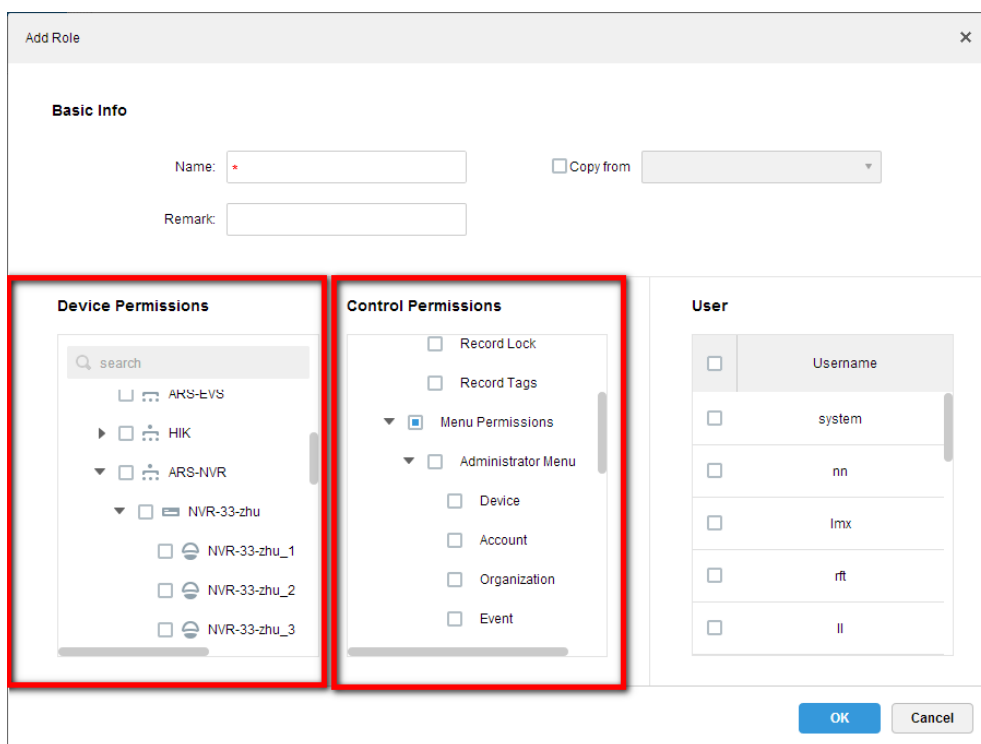 Add Role
Basic Info
Name: *
Copy from
Remark:
Device Permissions
search
ARS-EVS
HIK
ARS-NVR
NVR-33-zhu
NVR-33-zhu_1
NVR-33-zhu_2
NVR-33-zhu_3
Control Permissions
Record Lock
Record Tags
Menu Permissions
Administrator Menu
Device
Account
Organization
Event
User
Username
system
nn
lmx
rft
ll
OK
Cancel